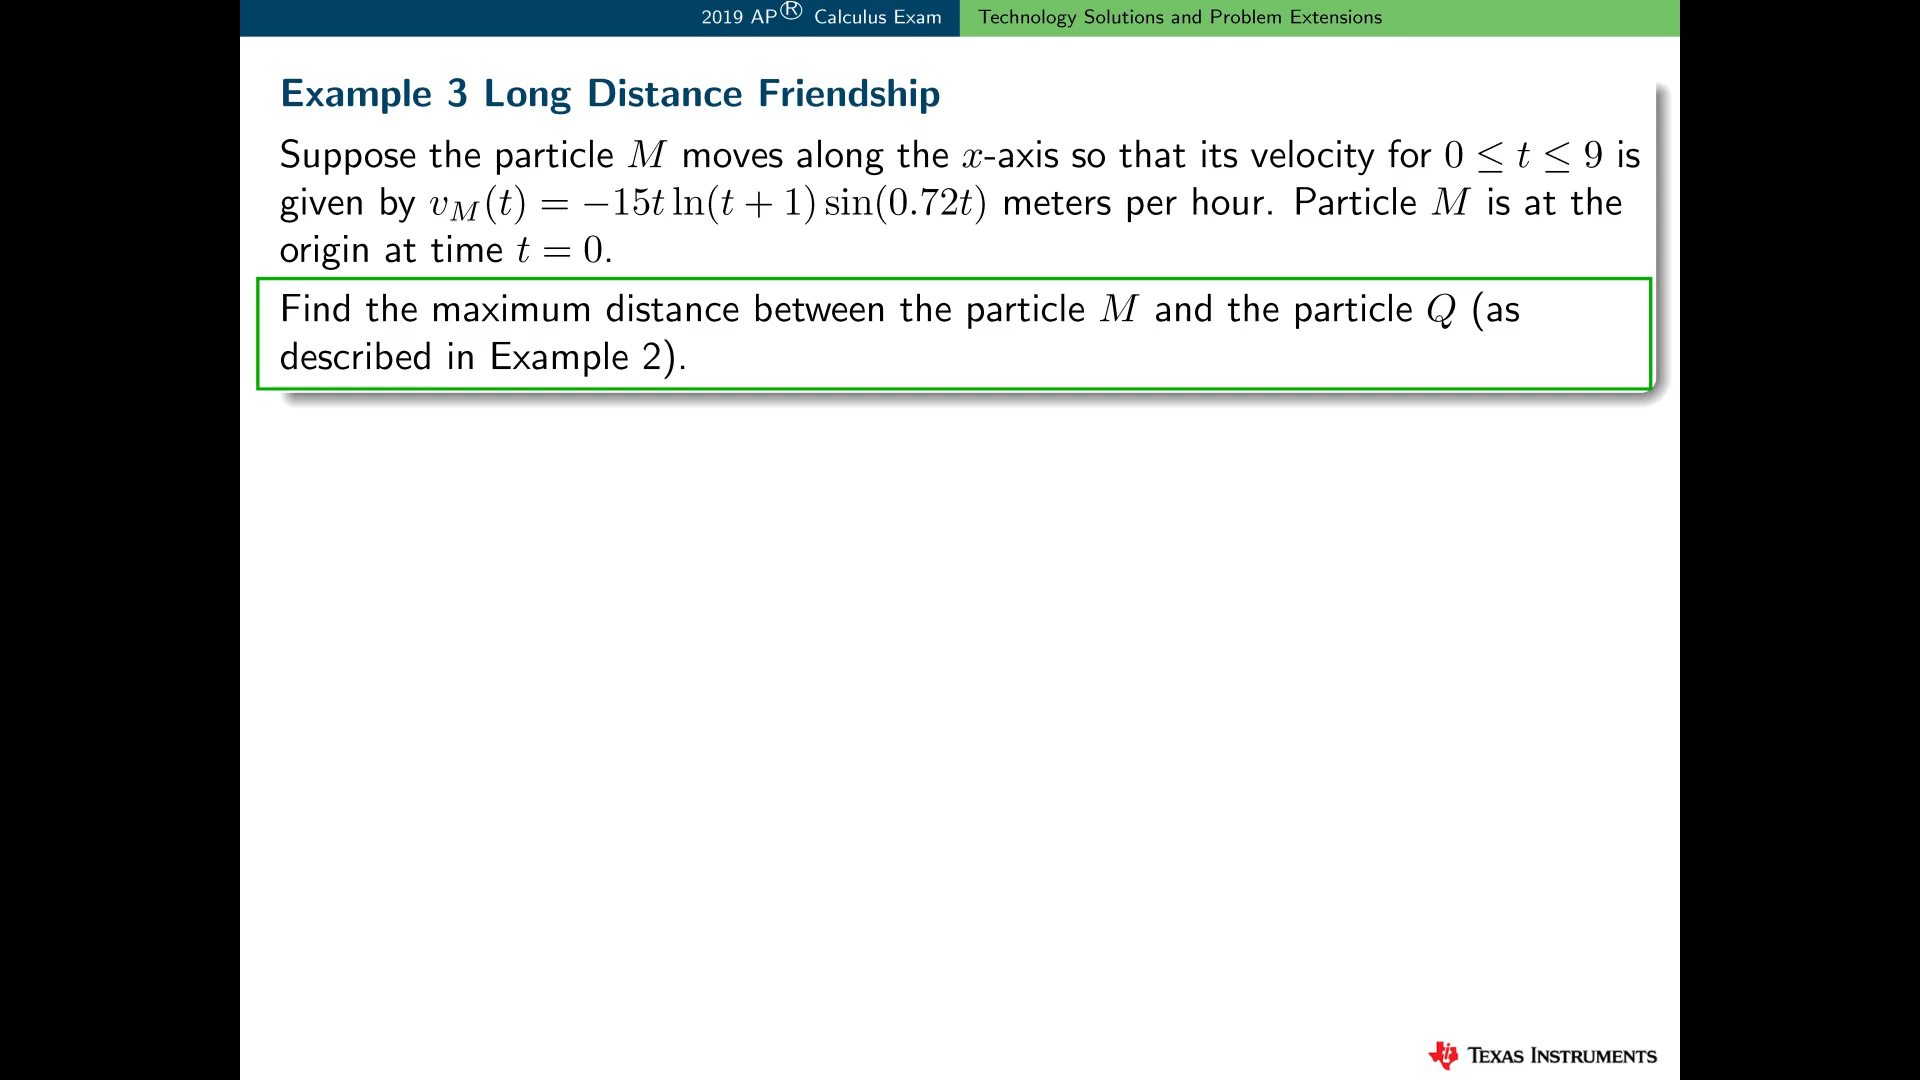 2019 AP® Calculus Exam Technology Solutions and Problem Extensions
Example 3 Long Distance Friendship
Suppose the particle M moves along the x-axis so that its velocity for 0 ≤ t ≤ 9 is
given by v_M(t) = −15t ln(t + 1) sin(0.72t) meters per hour. Particle M is at the
origin at time t = 0.
Find the maximum distance between the particle M and the particle Q (as
described in Example 2).
TEXAS INSTRUMENTS